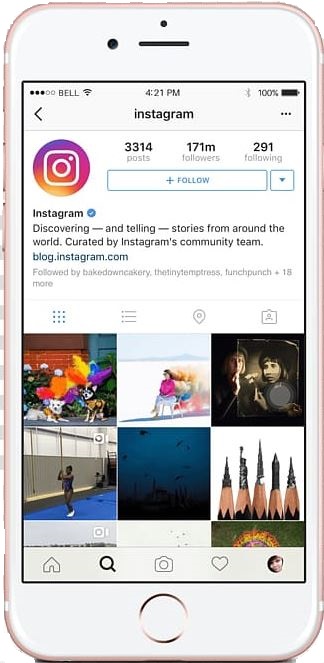 BELL 4:21 PM 100%
instagram
3314 171m 291
posts followers following
+ FOLLOW
Instagram
Discovering — and telling — stories from around the
world. Curated by Instagram's community team.
blog.instagram.com
Followed by bakedowncakery, thetinytemptress, funchpunch + 18
more